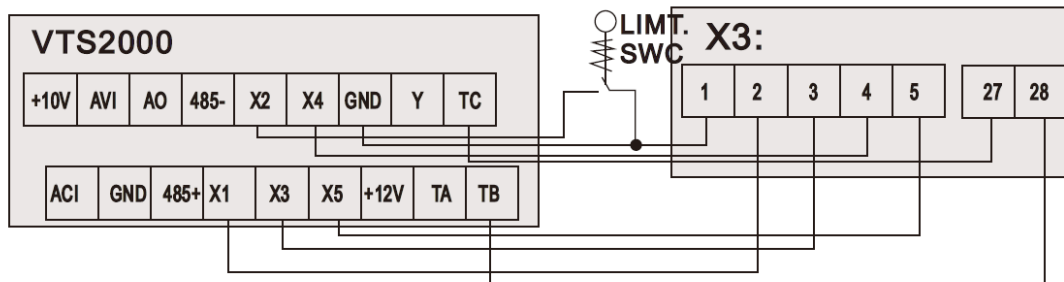 VTS2000
LIMT.
SWC
X3:
+10V AVI AO 485- X2 X4 GND Y TC
1 2 3 4 5 27 28
ACI GND 485+ X1 X3 X5 +12V TA TB